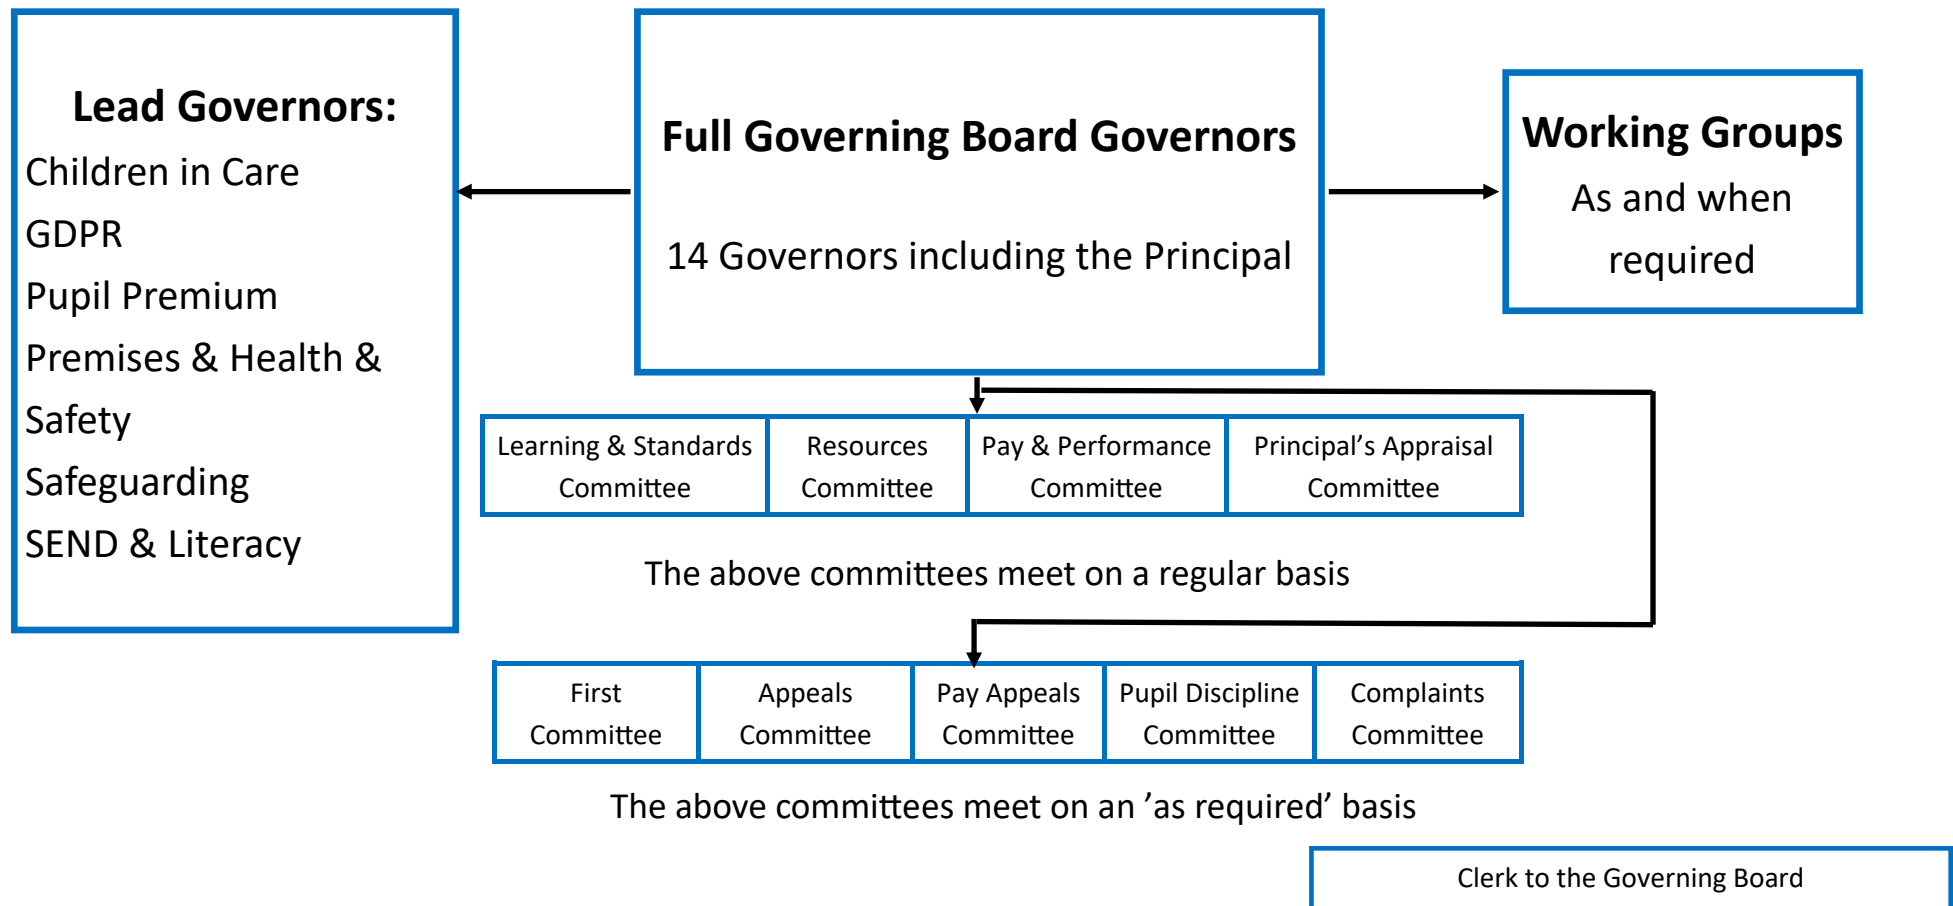 Lead Governors:
Children in Care
GDPR
Pupil Premium
Premises & Health &
Safety
Safeguarding
SEND & Literacy
Full Governing Board Governors
14 Governors including the Principal
Working Groups
As and when
required
Learning & Standards
Committee
Resources
Committee
Pay & Performance
Committee
Principal’s Appraisal
Committee
The above committees meet on a regular basis
First
Committee
Appeals
Committee
Pay Appeals
Committee
Pupil Discipline
Committee
Complaints
Committee
The above committees meet on an ’as required’ basis
Clerk to the Governing Board